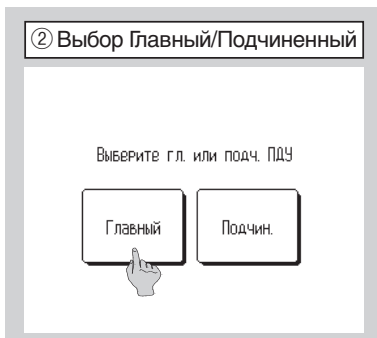 ② Выбор Главный/Подчиненный
Выберите гл. или подч. ПДУ
Главный
Подчин.